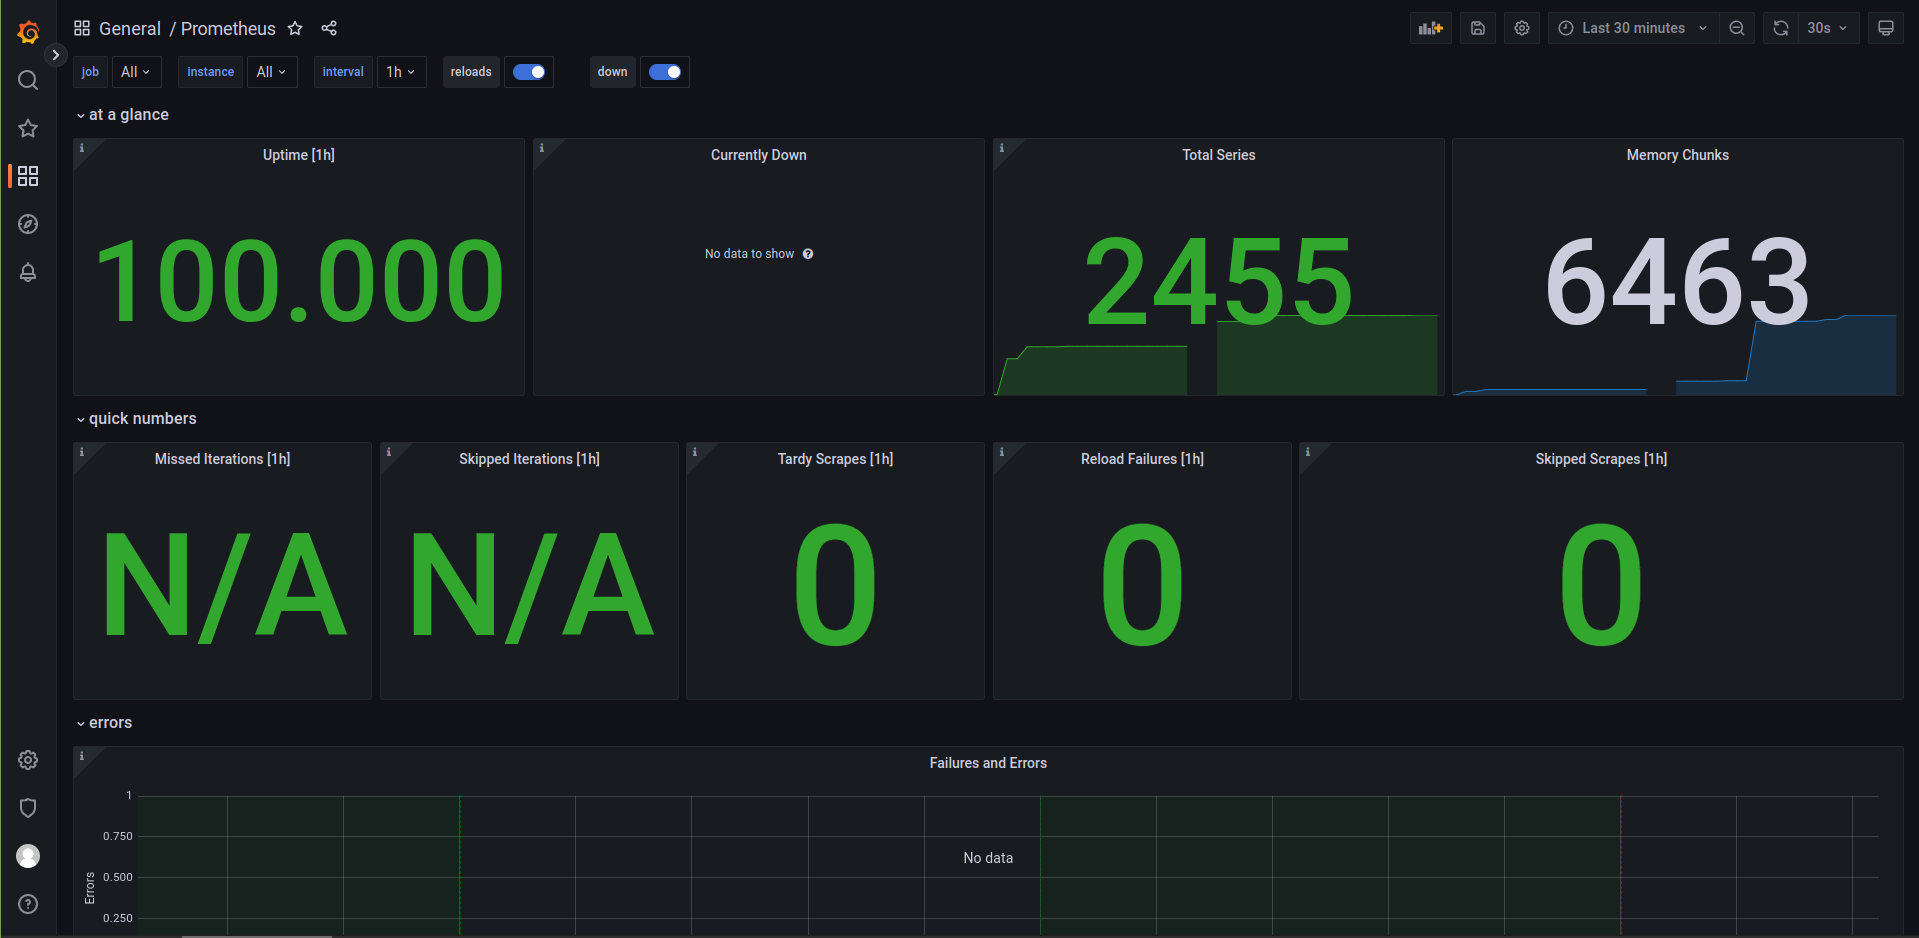 General / Prometheus
Last 30 minutes
30s
job All instance All interval 1h reloads down
at a glance
Uptime [1h]
100.000
Currently Down
No data to show
Total Series
2455
Memory Chunks
6463
quick numbers
Missed Iterations [1h]
N/A
Skipped Iterations [1h]
N/A
Tardy Scrapes [1h]
0
Reload Failures [1h]
0
Skipped Scrapes [1h]
0
errors
Failures and Errors
1
0.750
0.500
0.250
Errors
No data